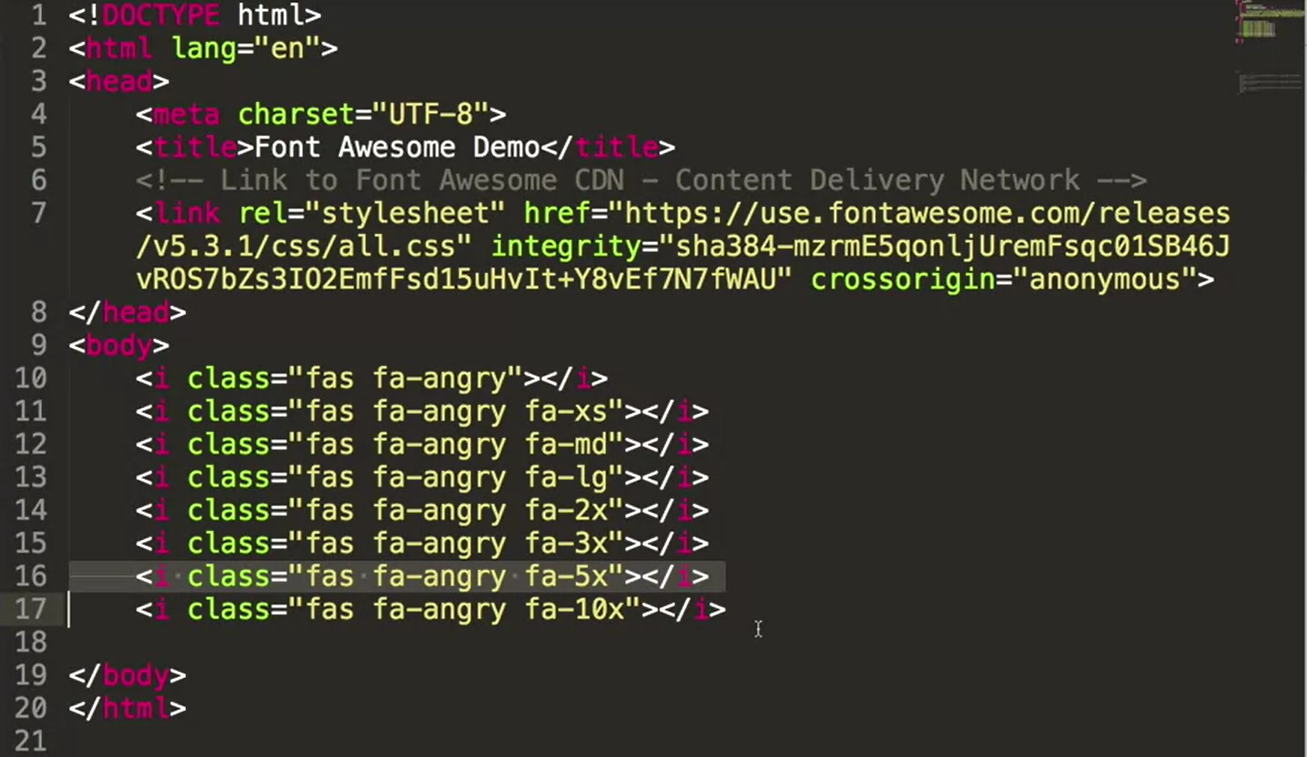 1 <!DOCTYPE html>
2 <html lang="en">
3 <head>
4 <meta charset="UTF-8">
5 <title>Font Awesome Demo</title>
6 <!-- Link to Font Awesome CDN - Content Delivery Network -->
7 <link rel="stylesheet" href="https://use.fontawesome.com/releases
/v5.3.1/css/all.css" integrity="sha384-mzrmE5qonljUremFsqc01SB46J
vROS7bZs3IO2EmfFsd15uHvIt+Y8vEf7N7fWAU" crossorigin="anonymous">
8 </head>
9 <body>
10 <i class="fas fa-angry"></i>
11 <i class="fas fa-angry fa-xs"></i>
12 <i class="fas fa-angry fa-md"></i>
13 <i class="fas fa-angry fa-lg"></i>
14 <i class="fas fa-angry fa-2x"></i>
15 <i class="fas fa-angry fa-3x"></i>
16 <i class="fas fa-angry fa-5x"></i>
17 <i class="fas fa-angry fa-10x"></i>
18
19 </body>
20 </html>
21